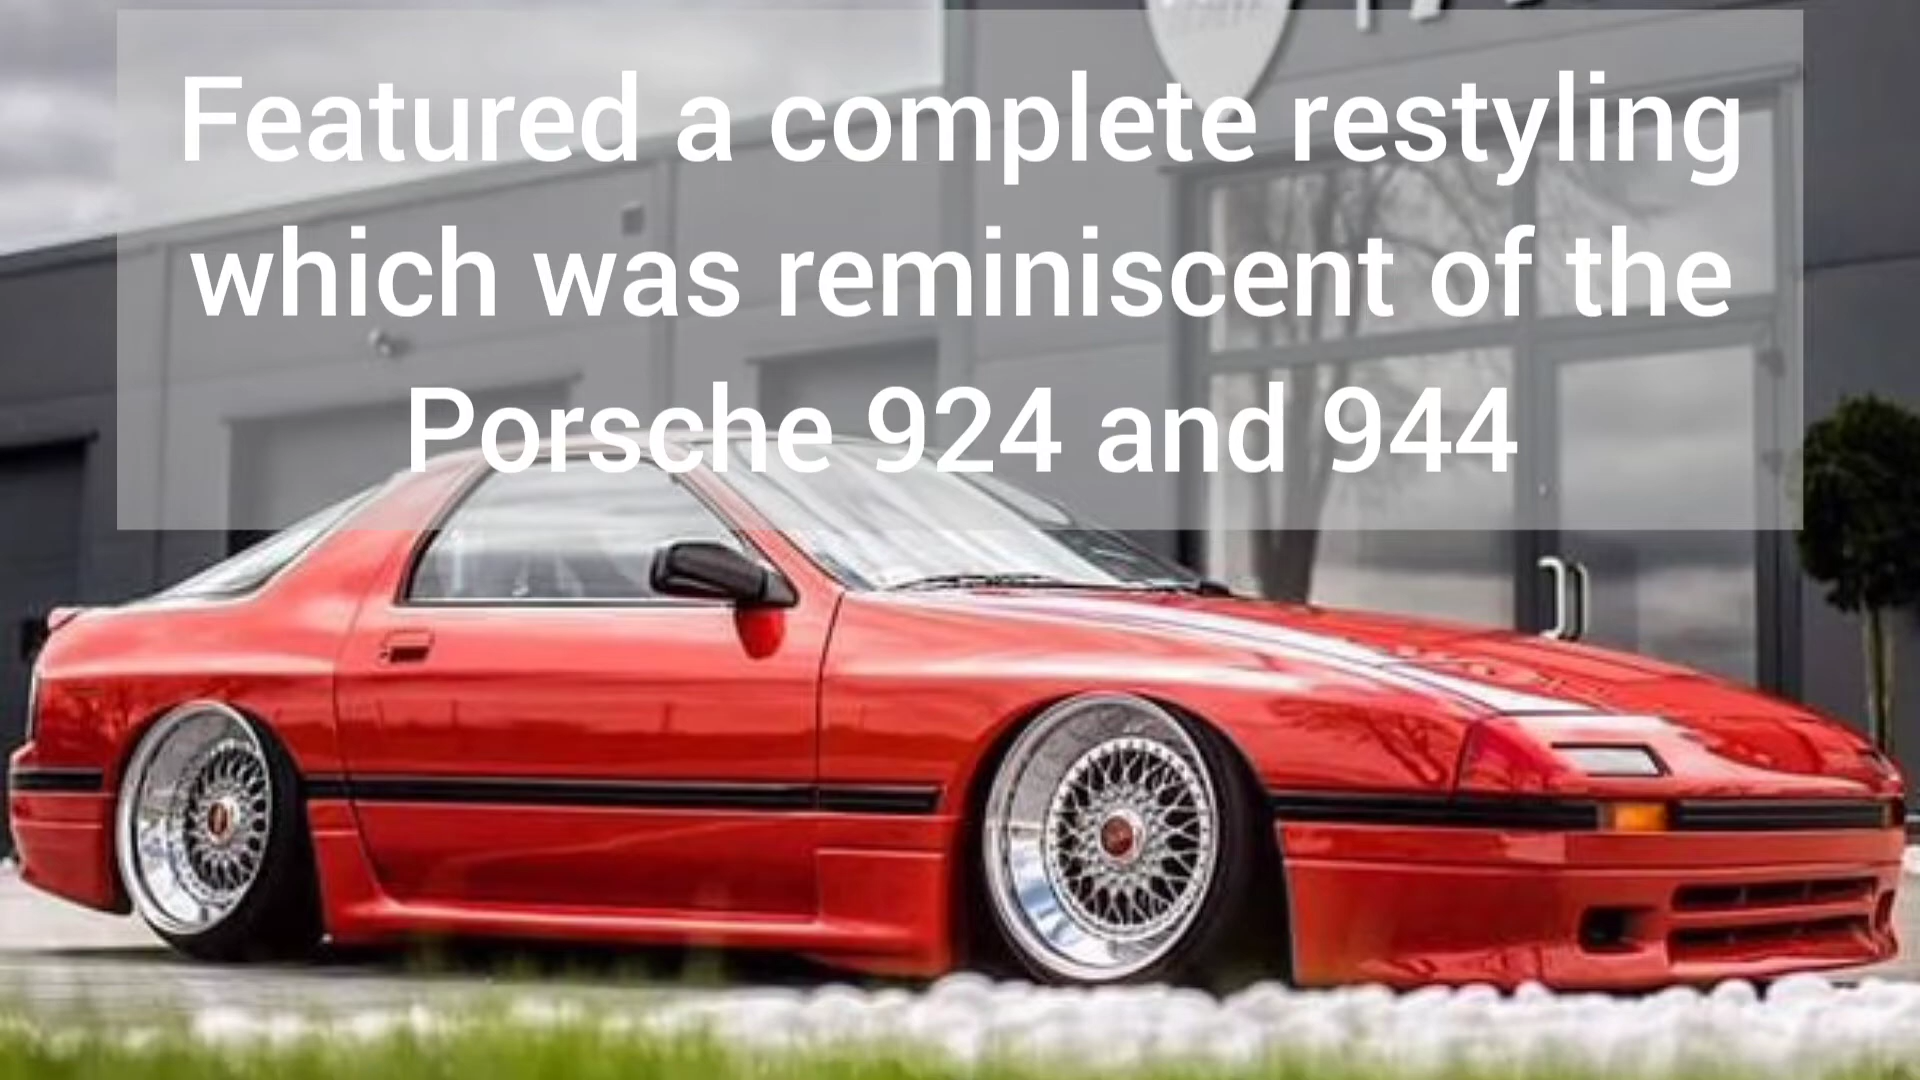 Featured a complete restyling
which was reminiscent of the
Porsche 924 and 944